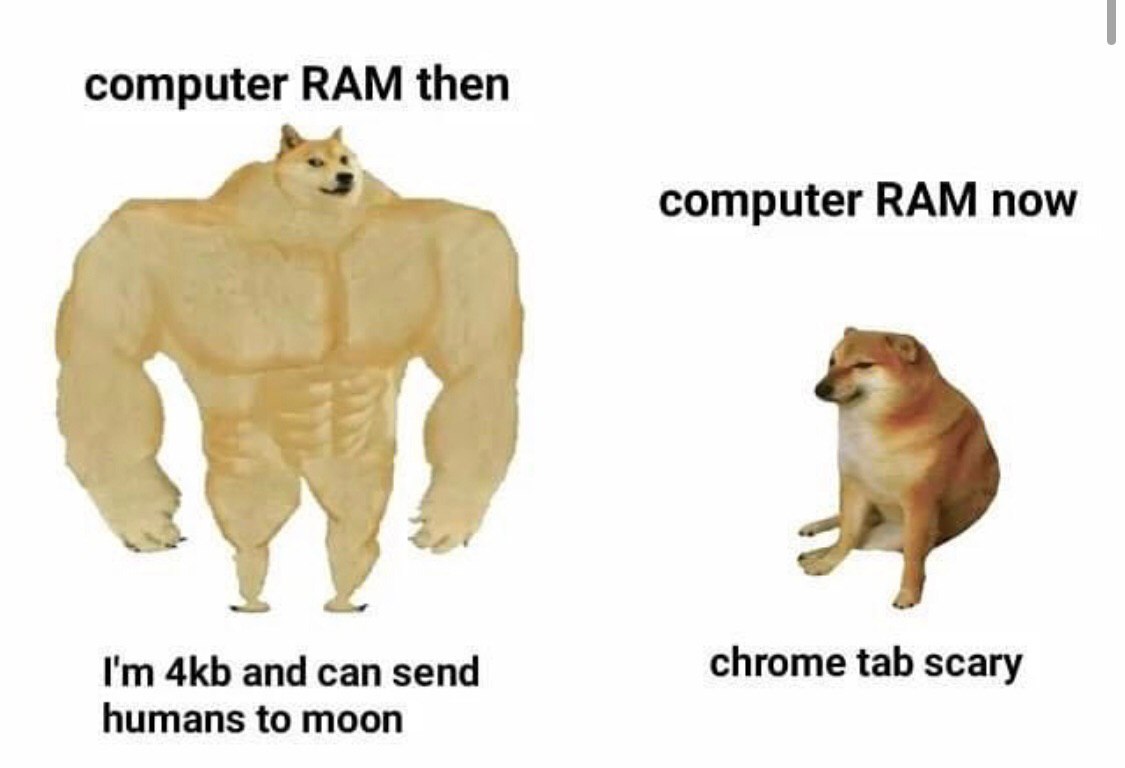 computer RAM then
computer RAM now
I'm 4kb and can send
humans to moon
chrome tab scary